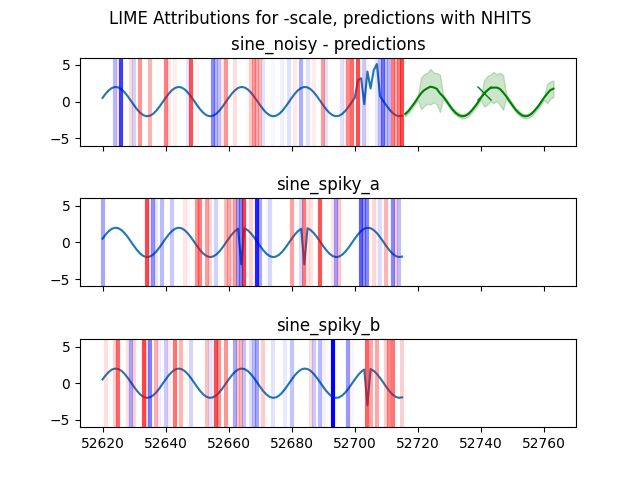 LIME Attributions for -scale, predictions with NHITS
sine_noisy - predictions
5
0
−5
sine_spiky_a
5
0
−5
sine_spiky_b
5
0
−5
52620 52640 52660 52680 52700 52720 52740 52760